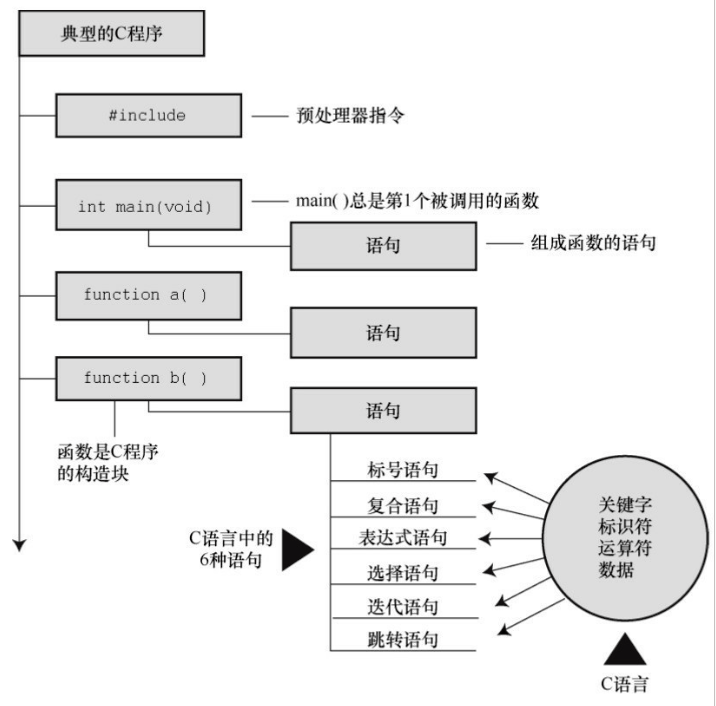 典型的C程序
#include
预处理器指令
int main(void)
main( )总是第1个被调用的函数
语句
组成函数的语句
function a( )
语句
function b( )
语句
函数是C程序
的构造块
标号语句
复合语句
表达式语句
选择语句
迭代语句
跳转语句
C语言中的
6种语句
关键字
标识符
运算符
数据
C语言